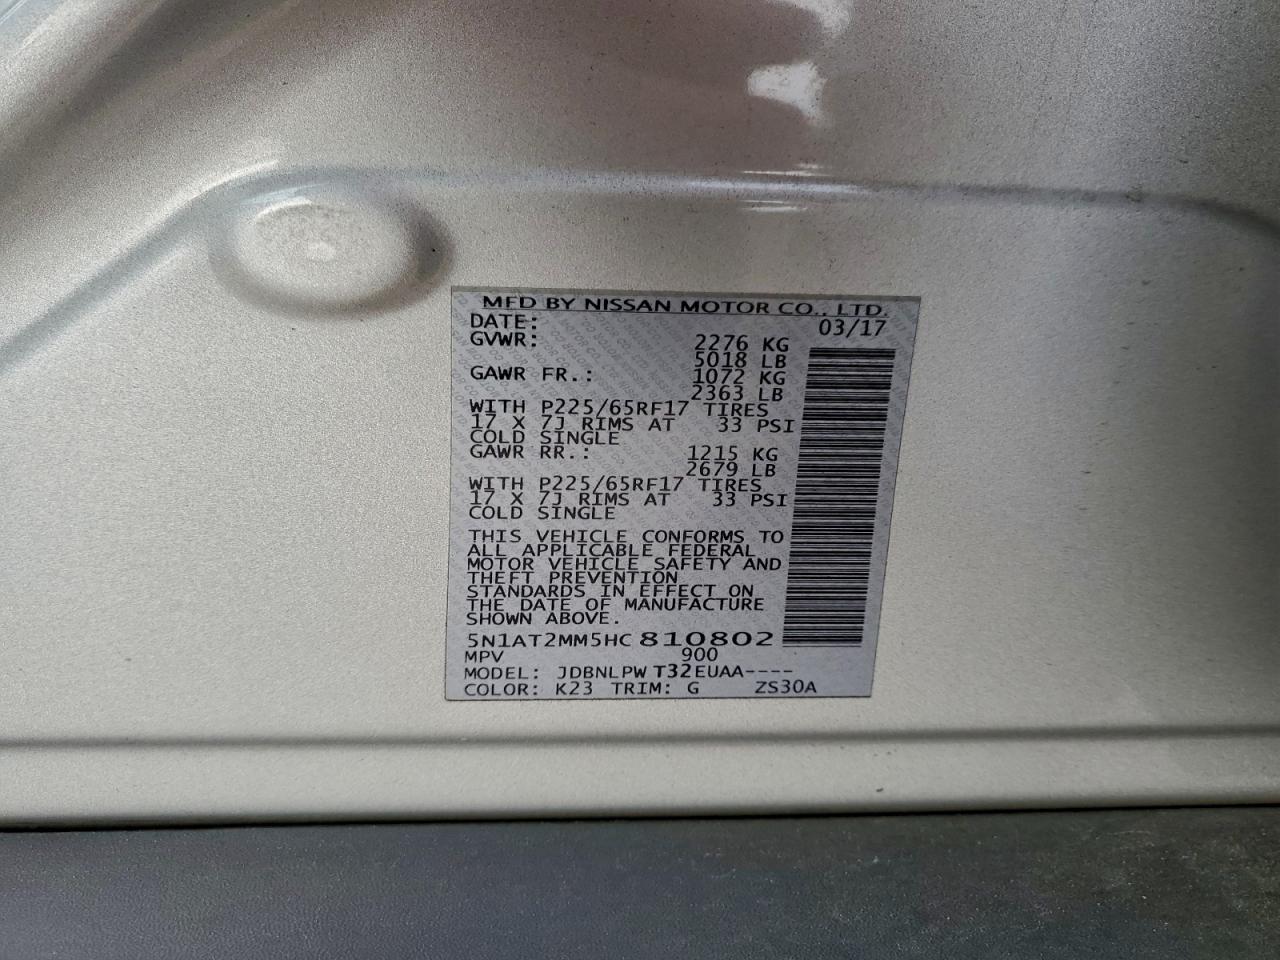 MFD BY NISSAN MOTOR CO., LTD.
DATE: 03/17
GVWR: 2276 KG
5018 LB
GAWR FR.: 1072 KG
2363 LB
WITH P225/65RF17 TIRES
17 X 7J RIMS AT 33 PSI
COLD SINGLE
GAWR RR.: 1215 KG
2679 LB
WITH P225/65RF17 TIRES
17 X 7J RIMS AT 33 PSI
COLD SINGLE
THIS VEHICLE CONFORMS TO
ALL APPLICABLE FEDERAL
MOTOR VEHICLE SAFETY AND
THEFT PREVENTION
STANDARDS IN EFFECT ON
THE DATE OF MANUFACTURE
SHOWN ABOVE.
5N1AT2MM5HC810802
MPV 900
MODEL: JDBNLPW T32EUAA----
COLOR: K23 TRIM: G ZS30A